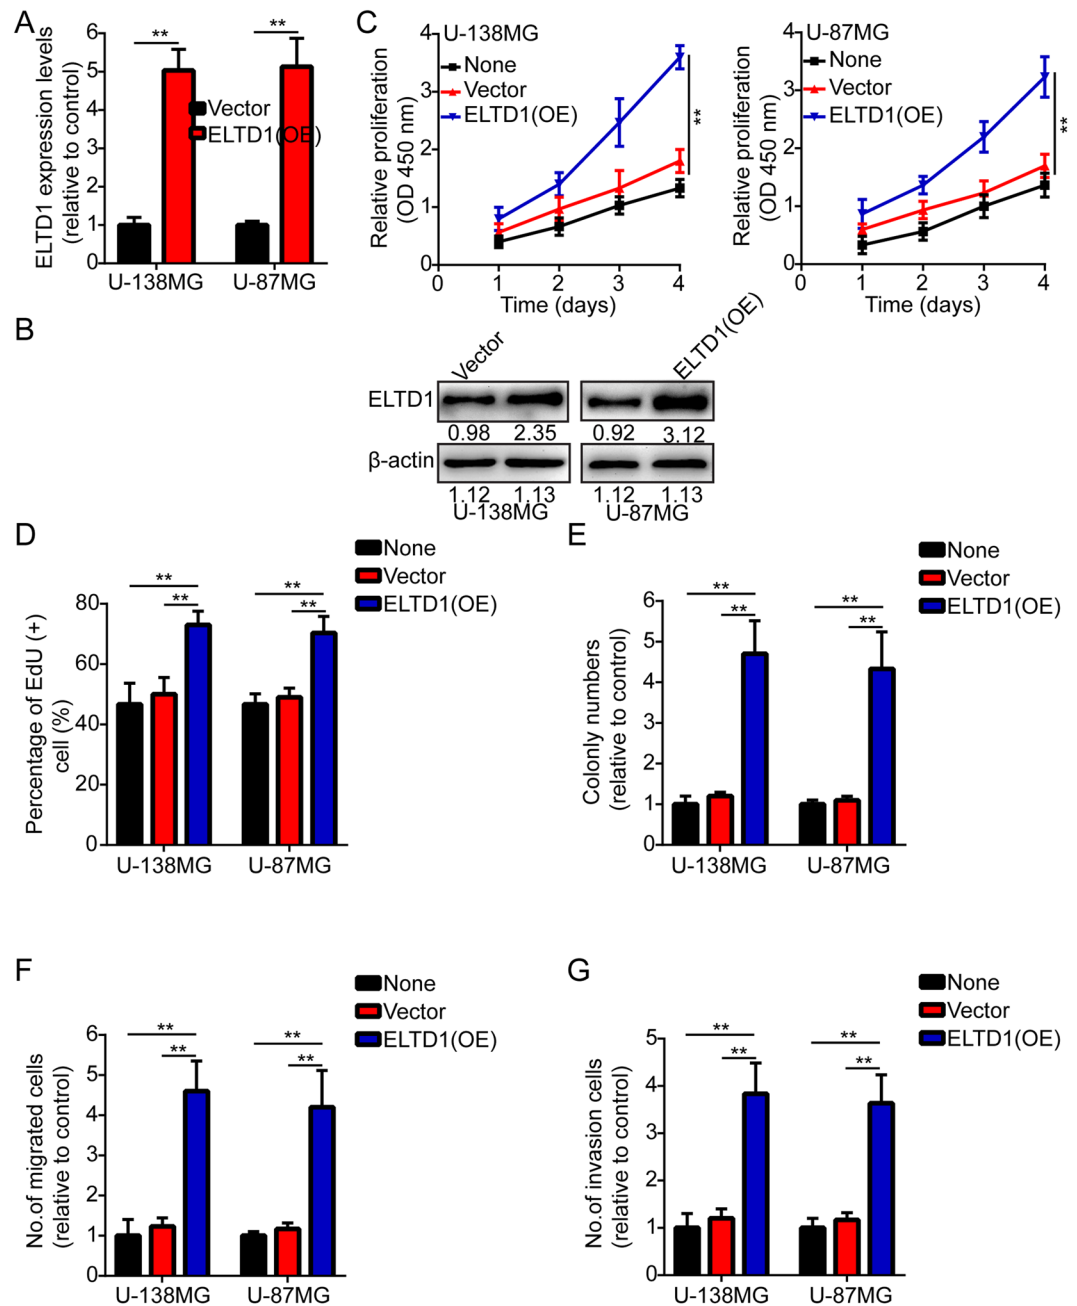 A
ELTD1 expression levels
(relative to control)
6
5
4
3
2
1
0
**
**
Vector
ELTD1(OE)
U-138MG
U-87MG
C
Relative proliferation
(OD 450 nm)
4
3
2
1
0
U-138MG
None
Vector
ELTD1(OE)
**
0
1
2
3
4
Time (days)
Relative proliferation
(OD 450 nm)
4
3
2
1
0
U-87MG
None
Vector
ELTD1(OE)
**
0
1
2
3
4
Time (days)
B
Vector
ELTD1(OE)
ELTD1
0.98 2.35 0.92 3.12
β-actin
1.12 1.13 1.12 1.13
U-138MG
U-87MG
D
None
Vector
ELTD1(OE)
Percentage of EdU (+)
cell (%)
80
60
40
20
0
**
**
**
**
U-138MG
U-87MG
E
None
Vector
ELTD1(OE)
Colonly numbers
(relative to control)
6
5
4
3
2
1
0
**
**
**
**
U-138MG
U-87MG
F
None
Vector
ELTD1(OE)
No.of migrated cells
(relative to control)
6
5
4
3
2
1
0
**
**
**
**
U-138MG
U-87MG
G
None
Vector
ELTD1(OE)
No.of invasion cells
(relative to control)
5
4
3
2
1
0
**
**
**
**
U-138MG
U-87MG